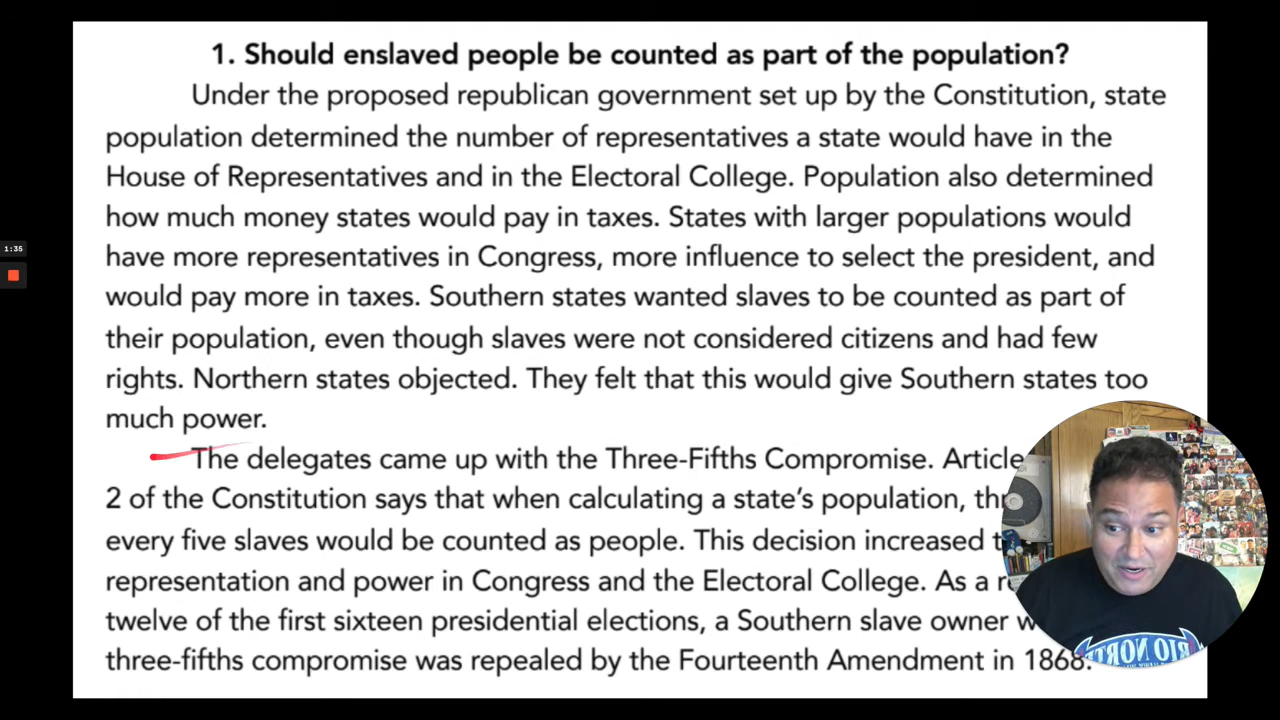 1:35
1. Should enslaved people be counted as part of the population?
Under the proposed republican government set up by the Constitution, state
population determined the number of representatives a state would have in the
House of Representatives and in the Electoral College. Population also determined
how much money states would pay in taxes. States with larger populations would
have more representatives in Congress, more influence to select the president, and
would pay more in taxes. Southern states wanted slaves to be counted as part of
their population, even though slaves were not considered citizens and had few
rights. Northern states objected. They felt that this would give Southern states too
much power.
The delegates came up with the Three-Fifths Compromise. Article
2 of the Constitution says that when calculating a state's population,
every five slaves would be counted as people. This decision increased
representation and power in Congress and the Electoral College. As a
twelve of the first sixteen presidential elections, a Southern slave owner
three-fifths compromise was repealed by the Fourteenth Amendment in 1868.
RIO NORTE